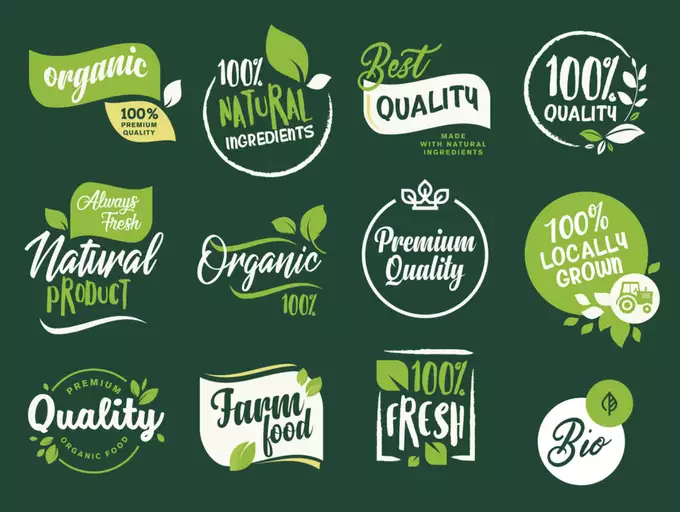 organic
100%
PREMIUM
QUALITY
100%
NATURAL
INGREDIENTS
Best
QUALITY
MADE
WITH NATURAL
INGREDIENTS
100%
QUALITY
Always
Fresh
Natural
PRODUCT
Organic
100%
Premium
Quality
100%
LOCALLY
GROWN
PREMIUM
Quality
ORGANIC FOOD
Farm
food
100%
FRESH
Bio